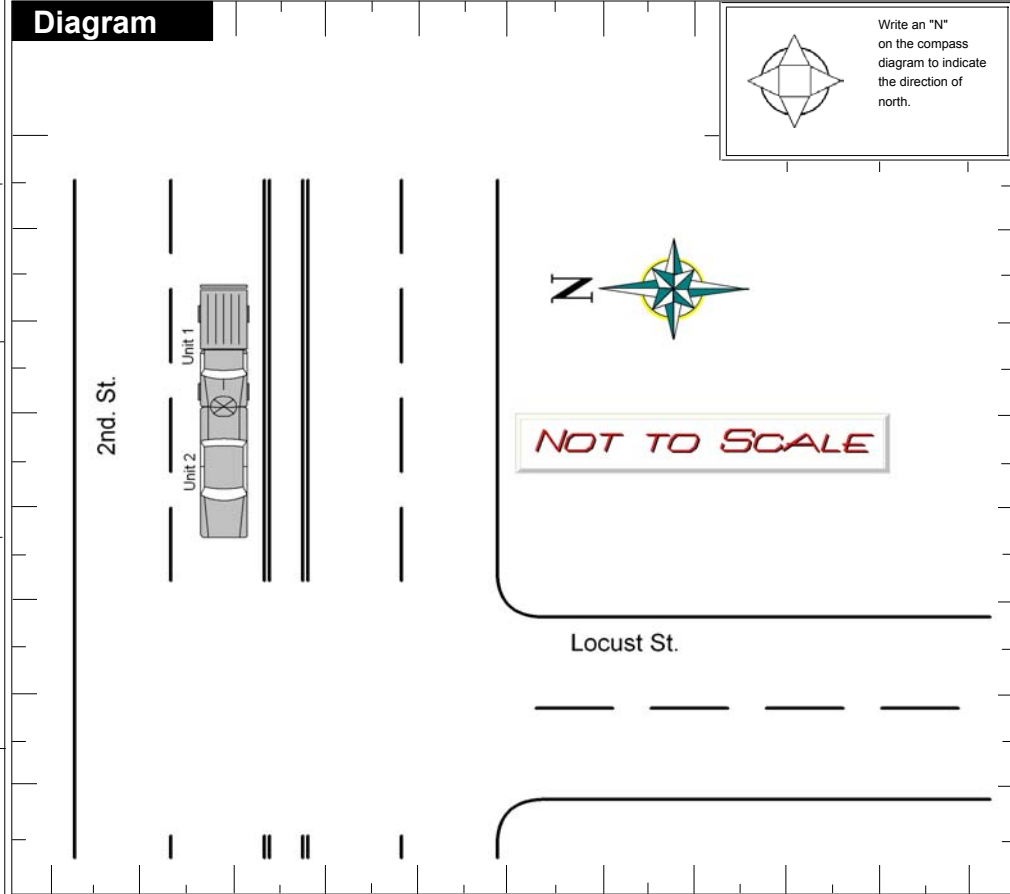 Diagram
Write an "N"
on the compass
diagram to indicate
the direction of
north.
N
Unit 1
2nd. St.
NOT TO SCALE
Unit 2
Locust St.